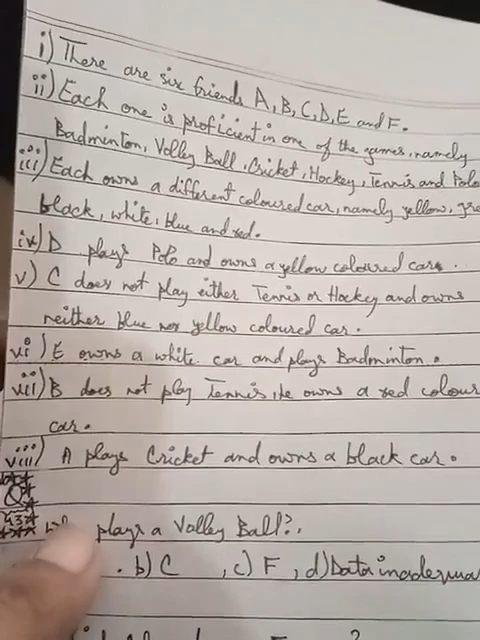 i) There are six friends A, B, C, D, E and F.
ii) Each one is proficient in one of the games, namely
Badminton, Volley Ball, Cricket, Hockey, Tennis and Polo
iii) Each owns a different coloured car, namely yellow,
black, white, blue and red.
iv) D plays Polo and owns a yellow coloured car.
v) C does not play either Tennis or Hockey and owns
neither blue nor yellow coloured car.
vi) E owns a white car and plays Badminton.
vii) B does not play Tennis, he owns a red colour
car.
viii) A plays Cricket and owns a black car.
plays a Valley Ball?
b) C , c) F, d) Data